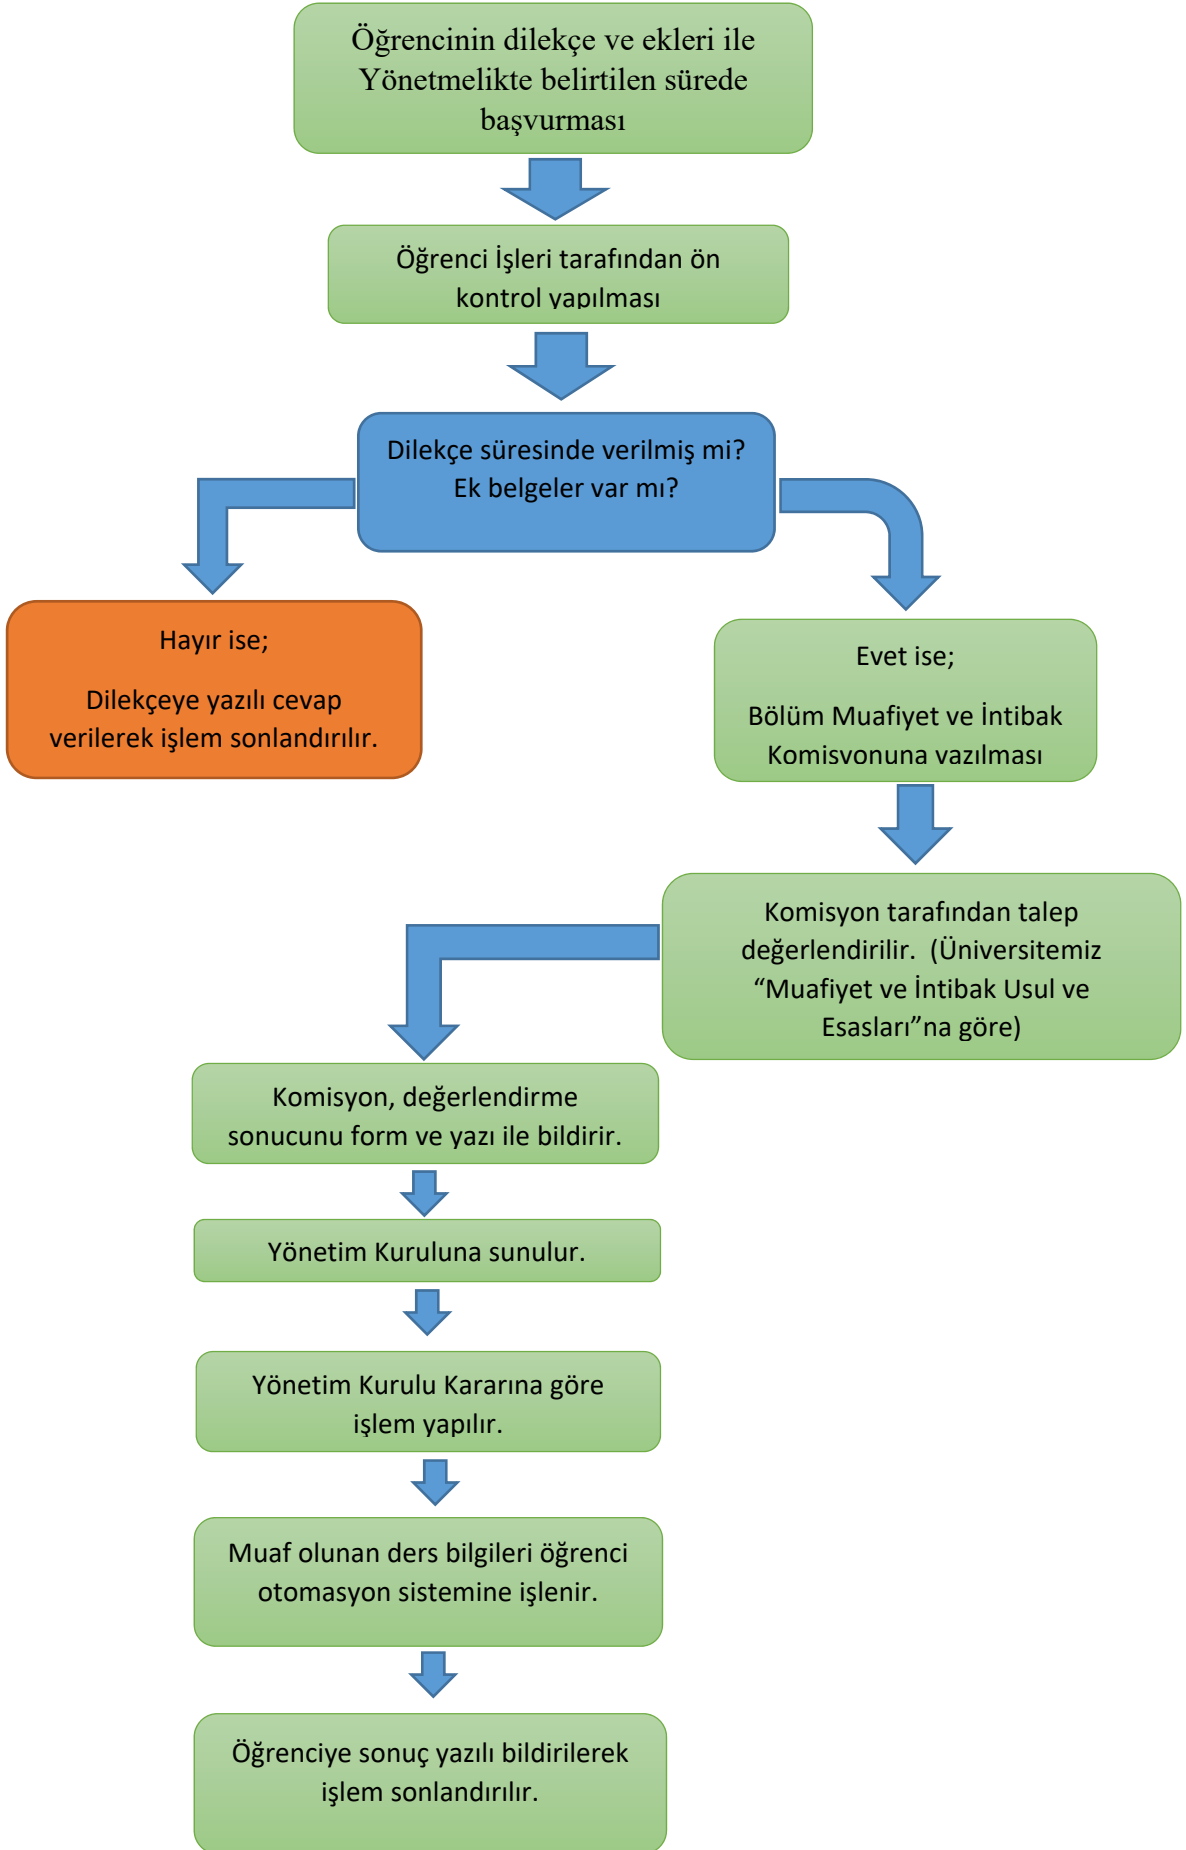 Öğrencinin dilekçe ve ekleri ile
Yönetmelikte belirtilen sürede
başvurması
Öğrenci İşleri tarafından ön
kontrol yapılması
Dilekçe süresinde verilmiş mi?
Ek belgeler var mı?
Hayır ise;
Dilekçeye yazılı cevap
verilerek işlem sonlandırılır.
Evet ise;
Bölüm Muafiyet ve İntibak
Komisyonuna yazılması
Komisyon tarafından talep
değerlendirilir. (Üniversitemiz
“Muafiyet ve İntibak Usul ve
Esasları”na göre)
Komisyon, değerlendirme
sonucunu form ve yazı ile bildirir.
Yönetim Kuruluna sunulur.
Yönetim Kurulu Kararına göre
işlem yapılır.
Muaf olunan ders bilgileri öğrenci
otomasyon sistemine işlenir.
Öğrenciye sonuç yazılı bildirilerek
işlem sonlandırılır.